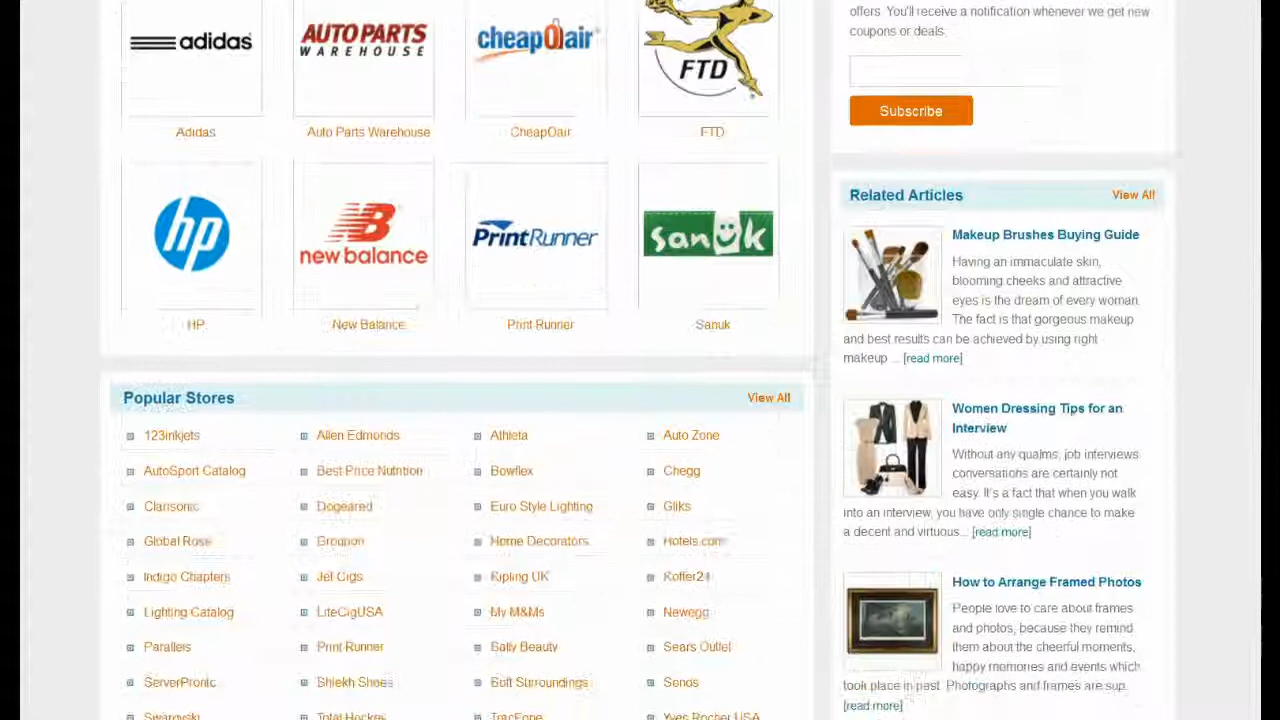 offers. You'll receive a notification whenever we get new
coupons or deals.
Subscribe
adidas
AUTO PARTS
WAREHOUSE
cheapOair
FTD
Adidas
Auto Parts Warehouse
CheapOair
FTD
hp
NB
new balance
PrintRunner
sanuk
HP
New Balance
Print Runner
Sanuk
Popular Stores
View All
123inkjets
Allen Edmonds
Athleta
Auto Zone
AutoSport Catalog
Best Price Nutrition
Bowflex
Chegg
Clarisonic
Dogeared
Euro Style Lighting
Gliks
Global Rose
Groupon
Home Decorators
Hotels.com
Indigo Chapters
Jet Cigs
Kipling UK
Koffer24
Lighting Catalog
LiteCigUSA
My M&Ms
Newegg
Parallels
Print Runner
Sally Beauty
Sears Outlet
ServerPronto
Shiekh Shoes
Soft Surroundings
Sonos
Swarovski
Total Hockey
TracFone
Yves Rocher USA
Related Articles
View All
Makeup Brushes Buying Guide
Having an immaculate skin,
blooming cheeks and attractive
eyes is the dream of every woman.
The fact is that gorgeous makeup
and best results can be achieved by using right
makeup ... [read more]
Women Dressing Tips for an
Interview
Without any qualms, job interviews
conversations are certainly not
easy. It's a fact that when you walk
into an interview, you have only single chance to make
a decent and virtuous... [read more]
How to Arrange Framed Photos
People love to care about frames
and photos, because they remind
them about the cheerful moments,
happy memories and events which
took place in past. Photographs and frames are sup...
[read more]